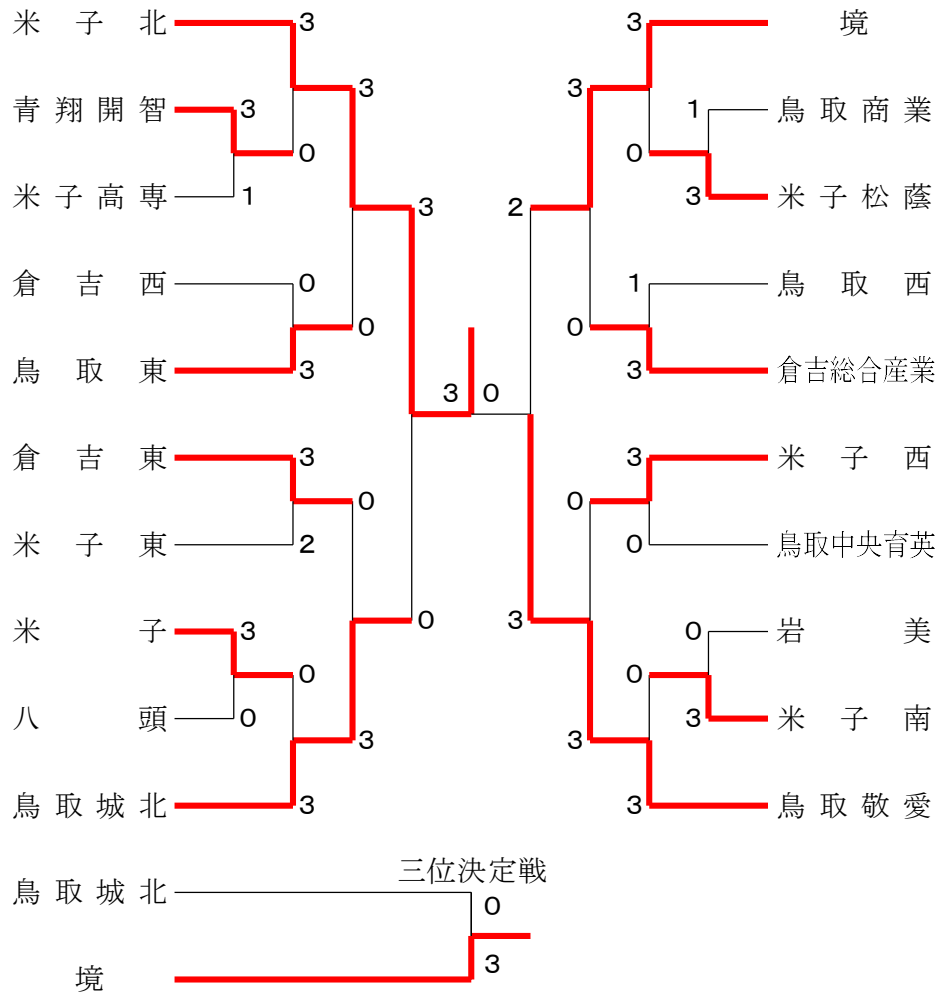 米子北 3 3 境
3 3
青翔開智 3 1 鳥取商業
0 0
米子高専 1 3 米子松蔭
3 2
倉吉西 0 1 鳥取西
0 0
鳥取東 3 3 倉吉総合産業
3 0
倉吉東 3 3 米子西
0 0
米子東 2 0 鳥取中央育英
0 3
米子 3 0 岩美
0 0
八頭 0 3 米子南
3 3
鳥取城北 3 3 鳥取敬愛
三位決定戦
鳥取城北 0
3
境